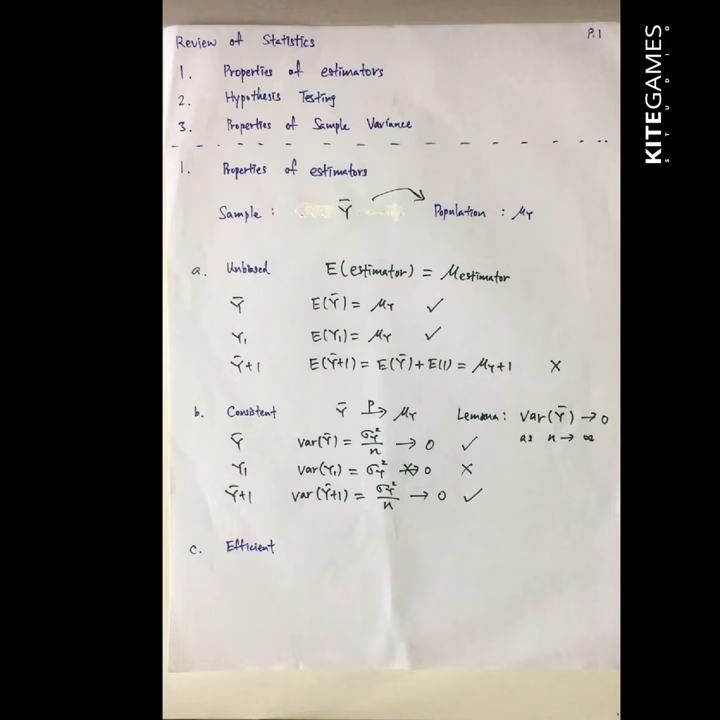 Review of Statistics P.1
1. Properties of estimators
2. Hypothesis Testing
3. Properties of Sample Variance
1. Properties of estimators
Sample : Ȳ Population : μY
a. Unbiased E(estimator) = μestimator
Ȳ E(Ȳ) = μY ✓
Y₁ E(Y₁) = μY ✓
Ȳ+1 E(Ȳ+1) = E(Ȳ) + E(1) = μY+1 ×
b. Consistent Ȳ →ᴾ μY Lemma : var(Ȳ) → 0
as n → ∞
Ȳ var(Ȳ) = σY²/n → 0 ✓
Y₁ var(Y₁) = σY² ↛ 0 ×
Ȳ+1 var(Ȳ+1) = σY²/n → 0 ✓
c. Efficient
KITEGAMES
STUDIO